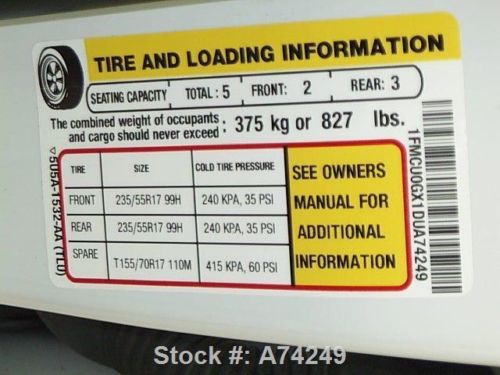 TIRE AND LOADING INFORMATION
SEATING CAPACITY TOTAL : 5 FRONT: 2 REAR: 3
The combined weight of occupants
and cargo should never exceed : 375 kg or 827 lbs.
TIRE SIZE COLD TIRE PRESSURE
FRONT 235/55R17 99H 240 KPA, 35 PSI
REAR 235/55R17 99H 240 KPA, 35 PSI
SPARE T155/70R17 110M 415 KPA, 60 PSI
SEE OWNERS
MANUAL FOR
ADDITIONAL
INFORMATION
1FMCU0GX1DUA74249
Stock #: A74249